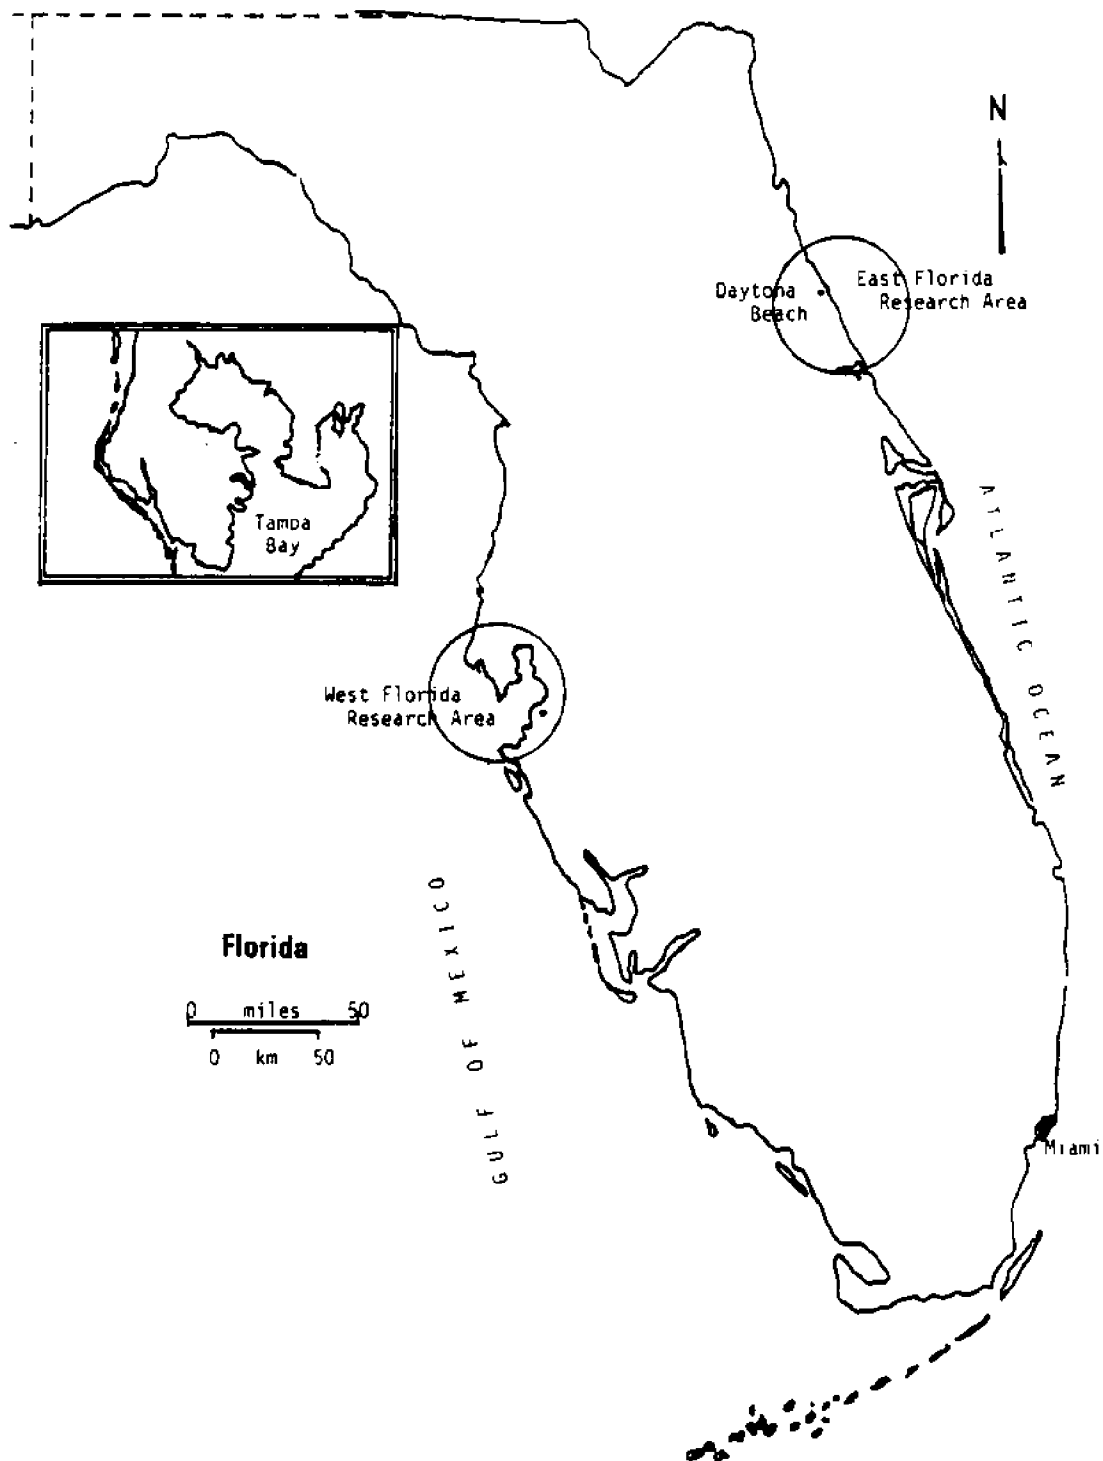 N
Daytona
Beach
East Florida
Research Area
Tampa
Bay
ATLANTIC OCEAN
West Florida
Research Area
GULF OF MEXICO
Florida
0 miles 50
0 km 50
Miami